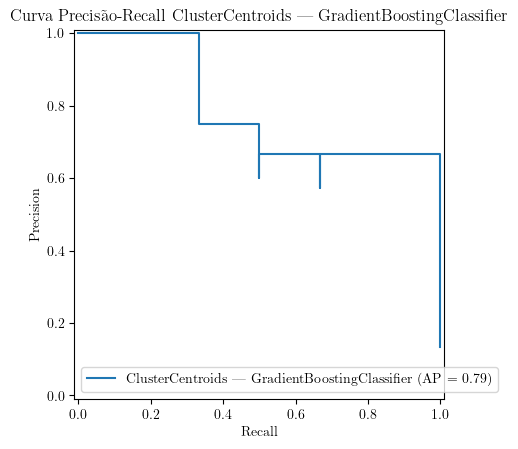 Curva Precisão-Recall ClusterCentroids — GradientBoostingClassifier
1.0
0.8
0.6
0.4
0.2
0.0
Precision
ClusterCentroids — GradientBoostingClassifier (AP = 0.79)
0.0 0.2 0.4 0.6 0.8 1.0
Recall